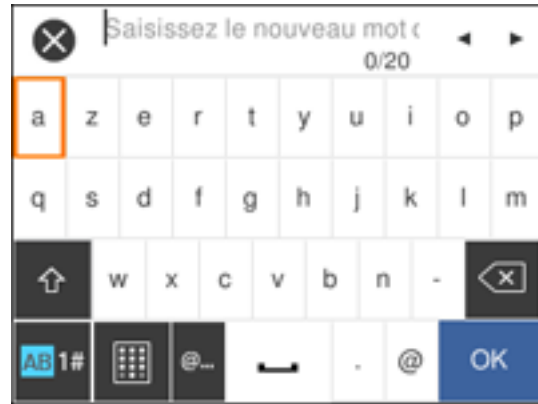 Saisissez le nouveau mot
0/20
a z e r t y u i o p
q s d f g h j k l m
w x c v b n -
AB 1# @... . @ OK